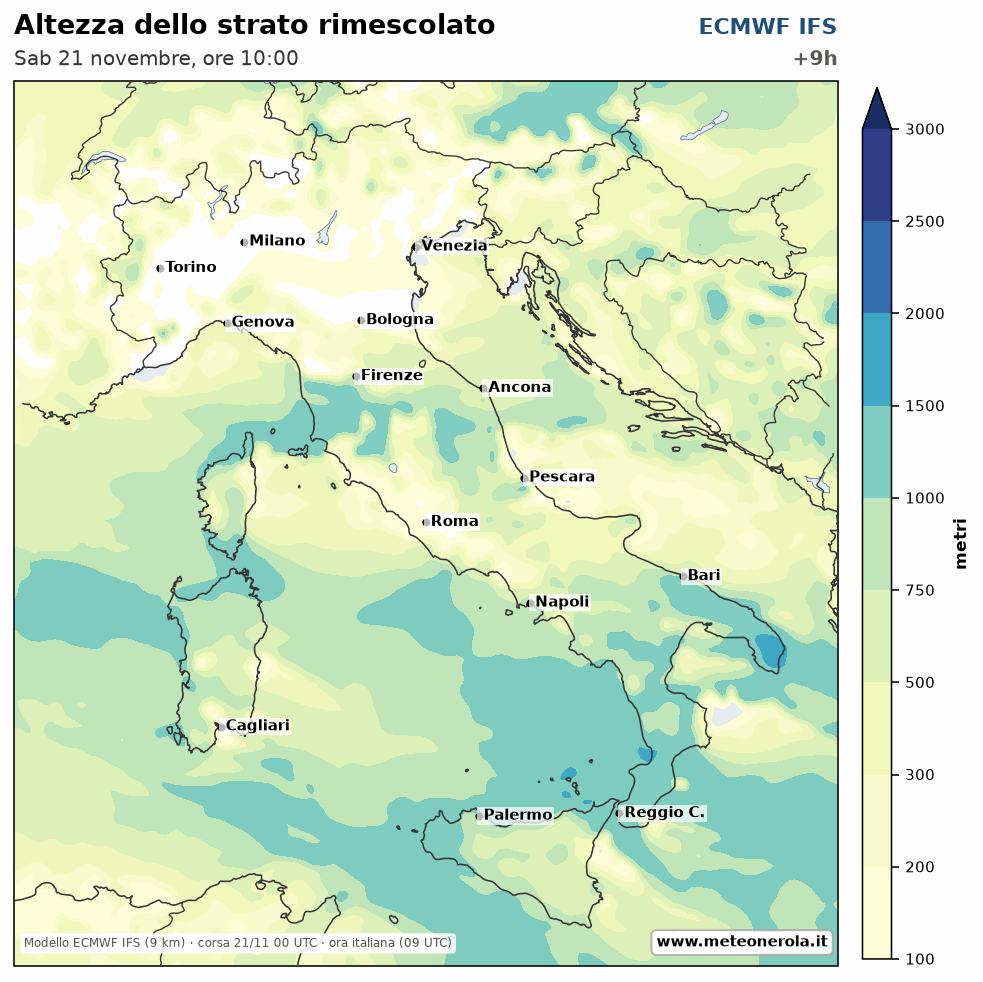 Altezza dello strato rimescolato
ECMWF IFS
Sab 21 novembre, ore 10:00
+9h
Milano
Venezia
Torino
Genova
Bologna
Firenze
Ancona
Pescara
Roma
Bari
Napoli
Cagliari
Palermo
Reggio C.
3000
2500
2000
1500
1000
750
500
300
200
100
metri
Modello ECMWF IFS (9 km) · corsa 21/11 00 UTC · ora italiana (09 UTC)
www.meteonerola.it